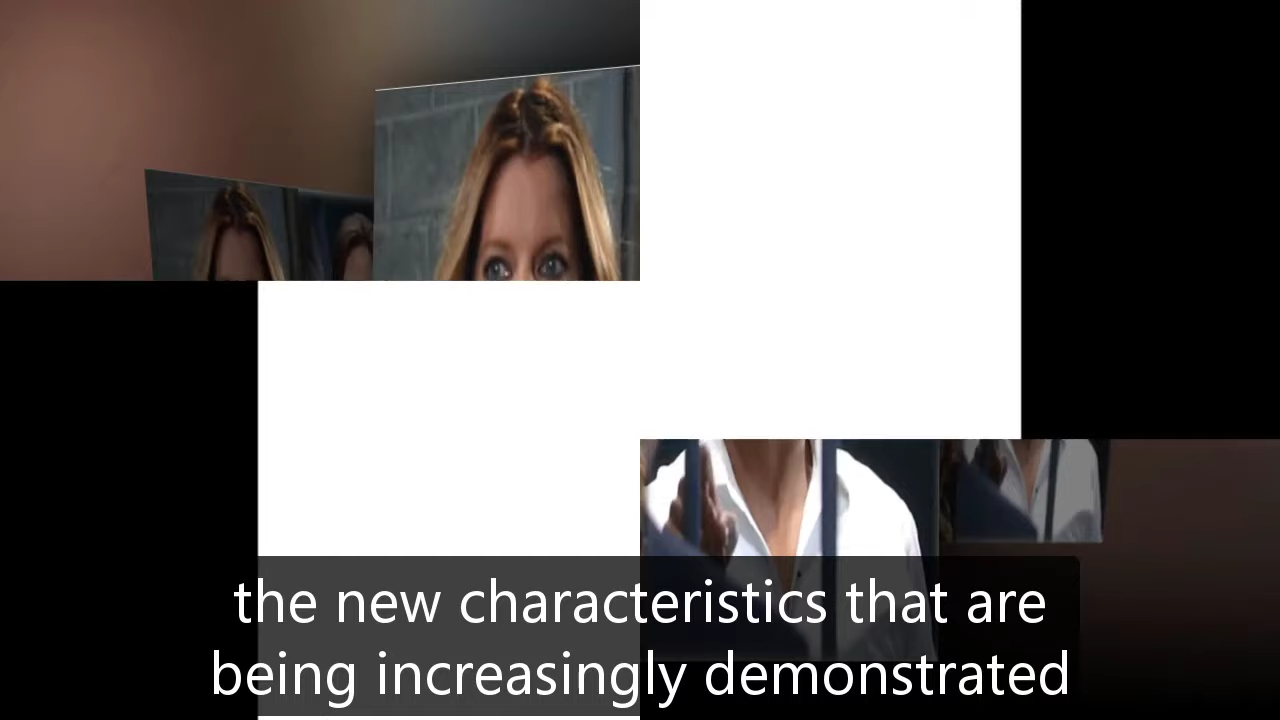 the new characteristics that are
being increasingly demonstrated